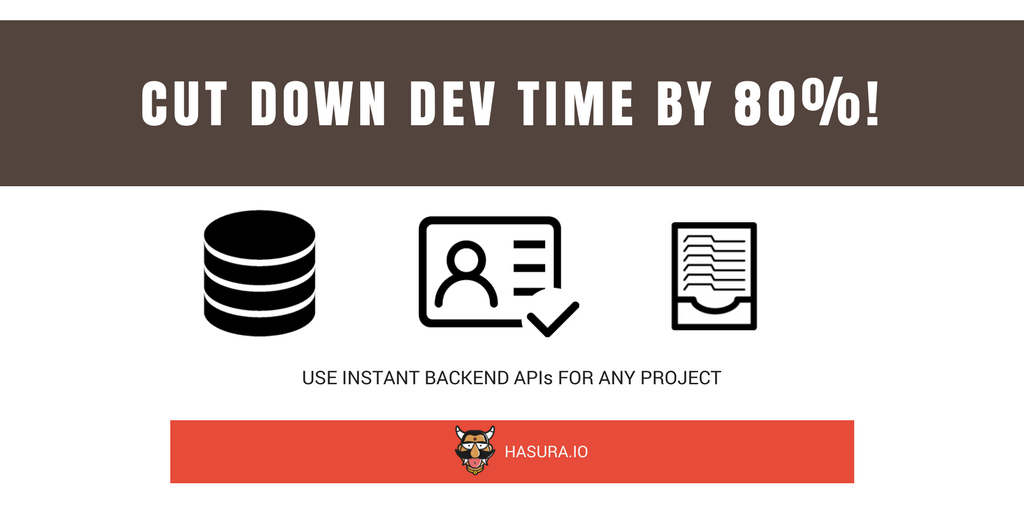 CUT DOWN DEV TIME BY 80%!
USE INSTANT BACKEND APIs FOR ANY PROJECT
HASURA.IO